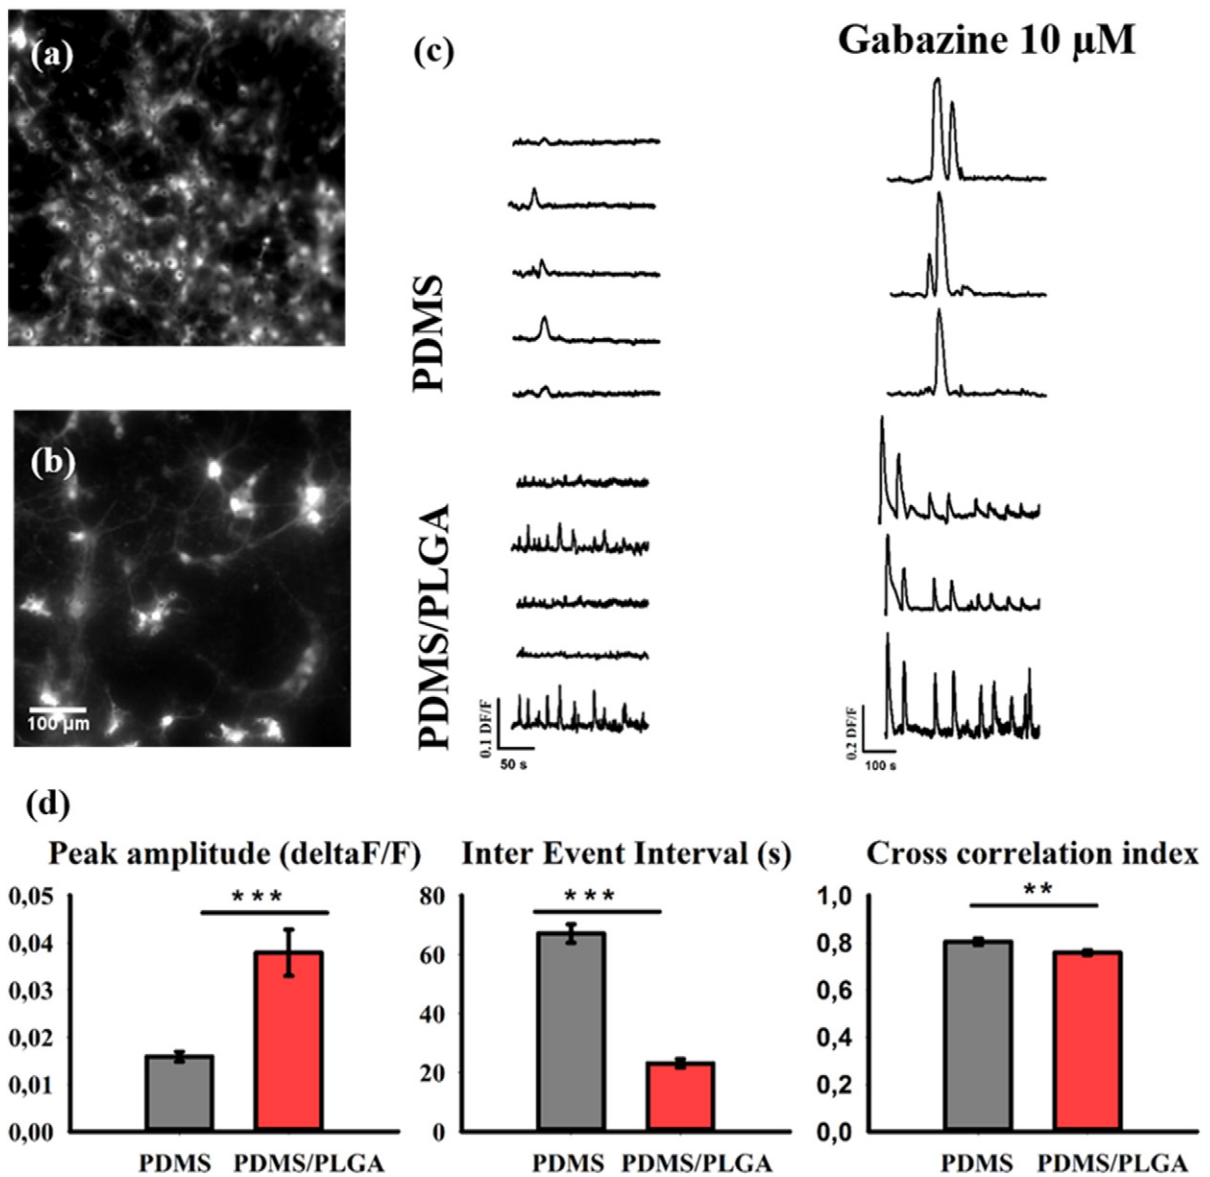 (a)
(b)
100 µm
(c)
Gabazine 10 µM
PDMS
PDMS/PLGA
0.1 DF/F
50 s
0.2 DF/F
100 s
(d)
Peak amplitude (deltaF/F)
0,05
0,04
0,03
0,02
0,01
0,00
***
PDMS PDMS/PLGA
Inter Event Interval (s)
80
60
40
20
0
***
PDMS PDMS/PLGA
Cross correlation index
1,0
0,8
0,6
0,4
0,2
0,0
**
PDMS PDMS/PLGA